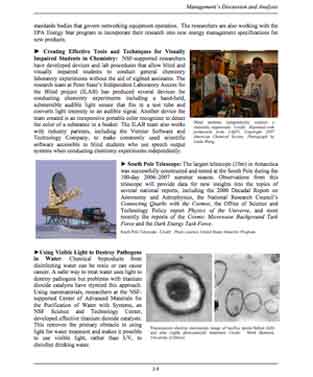 Management's Discussion and Analysis
standards bodies that govern networking equipment operation. The researchers are also working with the
EPA Energy Star program to incorporate their research into new energy management specifications for
new products.
► Creating Effective Tools and Techniques for Visually
Impaired Students in Chemistry: NSF-supported researchers
have developed devices and lab procedures that allow blind and
visually impaired students to conduct general chemistry
laboratory experiments without the aid of sighted assistants. The
research team at Penn State's Independent Laboratory Access for
the Blind project (ILAB) has produced several devices for
conducting chemistry experiments including a hand-held
submersible audible light sensor that fits in a test tube and
converts light intensity to an audible signal. Another device the
team created is an inexpensive portable color recognizer to detect
the color of a substance in a beaker. The ILAB team also works
with industry partners, including the Vernier Software and
Technology Company, to make commonly used scientific
software accessible to blind students who use speech output
systems when conducting chemistry experiments independently.
► South Pole Telescope: The largest telescope (10m) in Antarctica
was successfully constructed and tested at the South Pole during the
100-day 2006-2007 summer season. Observations from this
telescope will provide data for new insights into the topics of
several national reports, including the 2000 Decadal Report on
Astronomy and Astrophysics, the National Research Council's
Connecting Quarks with the Cosmos, the Office of Science and
Technology Policy report Physics of the Universe, and most
recently the reports of the Cosmic Microwave Background Task
Force and the Dark Energy Task Force.
South Pole Telescope. Credit: Photo courtesy United States Antarctic Program.
►Using Visible Light to Destroy Pathogens
in Water: Chemical byproducts from
disinfecting water can be toxic or can cause
cancer. A safer way to treat water uses light to
destroy pathogens but problems with titanium
dioxide catalysts have stymied this approach.
Using nanomaterials, researchers at the NSF-
supported Center of Advanced Materials for
the Purification of Water with Systems, an
NSF Science and Technology Center,
developed effective titanium dioxide catalysts.
This removes the primary obstacle to using
light for water treatment and makes it possible
to use visible light, rather than UV, to
disinfect drinking water.